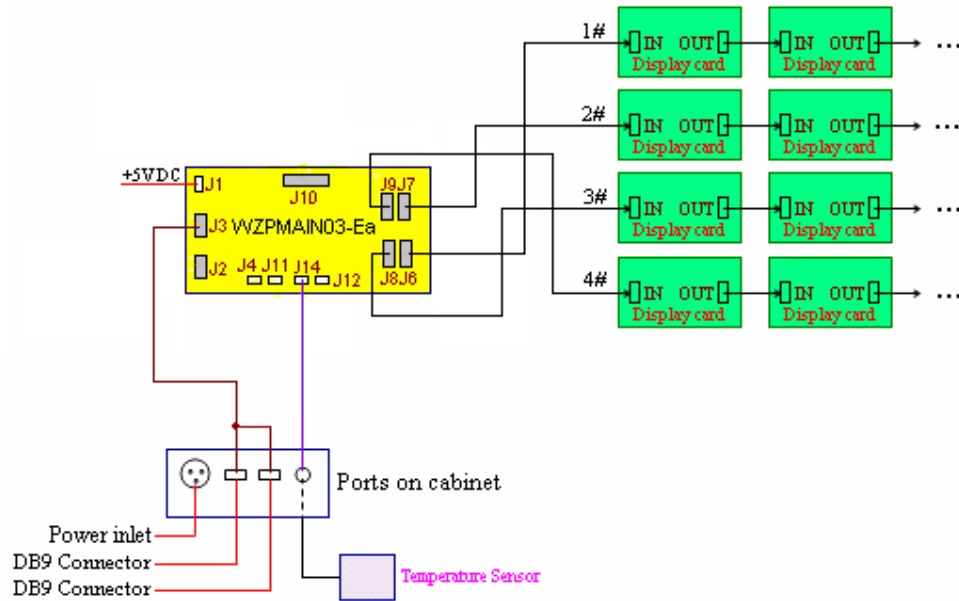 1#
IN OUT
Display card
IN OUT
Display card
...
2#
IN OUT
Display card
IN OUT
Display card
...
+5VDC
J1
J10
J9J7
3#
IN OUT
Display card
IN OUT
Display card
...
J3 WZPMAIN03-Ea
J2
J4 J11 J14 J12
J8J6
4#
IN OUT
Display card
IN OUT
Display card
...
Ports on cabinet
Power inlet
DB9 Connector
DB9 Connector
Temperature Sensor